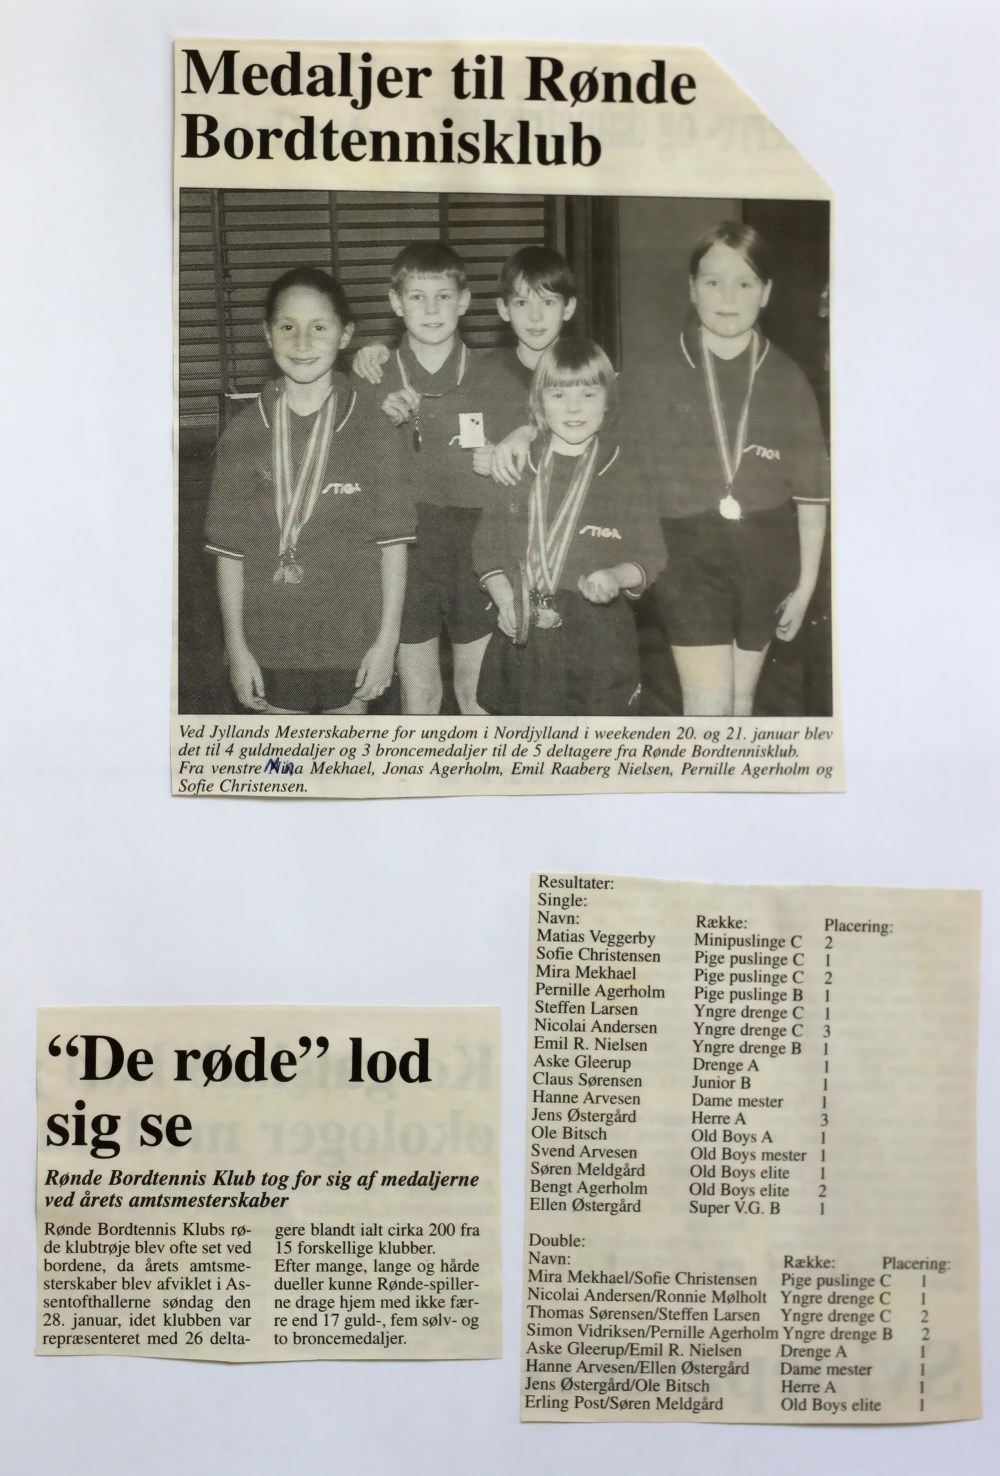 Medaljer til Rønde
Bordtennisklub
STIGA
STIGA
STIGA
Ved Jyllands Mesterskaberne for ungdom i Nordjylland i weekenden 20. og 21. januar blev
det til 4 guldmedaljer og 3 broncemedaljer til de 5 deltagere fra Rønde Bordtennisklub.
Fra venstre Nina Mekhael, Jonas Agerholm, Emil Raaberg Nielsen, Pernille Agerholm og
Sofie Christensen.
“De røde” lod
sig se
Rønde Bordtennis Klub tog for sig af medaljerne
ved årets amtsmesterskaber
Rønde Bordtennis Klubs rø-
de klubtrøje blev ofte set ved
bordene, da årets amtsme-
sterskaber blev afviklet i As-
sentofthallerne søndag den
28. januar, idet klubben var
repræsenteret med 26 delta-
gere blandt ialt cirka 200 fra
15 forskellige klubber.
Efter mange, lange og hårde
dueller kunne Rønde-spiller-
ne drage hjem med ikke fær-
re end 17 guld-, fem sølv- og
to broncemedaljer.
Resultater:
Single:
Navn: Række: Placering:
Matias Veggerby Minipuslinge C 2
Sofie Christensen Pige puslinge C 1
Mira Mekhael Pige puslinge C 2
Pernille Agerholm Pige puslinge B 1
Steffen Larsen Yngre drenge C 1
Nicolai Andersen Yngre drenge C 3
Emil R. Nielsen Yngre drenge B 1
Aske Gleerup Drenge A 1
Claus Sørensen Junior B 1
Hanne Arvesen Dame mester 1
Jens Østergård Herre A 3
Ole Bitsch Old Boys A 1
Svend Arvesen Old Boys mester 1
Søren Meldgård Old Boys elite 1
Bengt Agerholm Old Boys elite 2
Ellen Østergård Super V.G. B 1
Double:
Navn: Række: Placering:
Mira Mekhael/Sofie Christensen Pige puslinge C 1
Nicolai Andersen/Ronnie Mølholt Yngre drenge C 1
Thomas Sørensen/Steffen Larsen Yngre drenge C 2
Simon Vidriksen/Pernille Agerholm Yngre drenge B 2
Aske Gleerup/Emil R. Nielsen Drenge A 1
Hanne Arvesen/Ellen Østergård Dame mester 1
Jens Østergård/Ole Bitsch Herre A 1
Erling Post/Søren Meldgård Old Boys elite 1